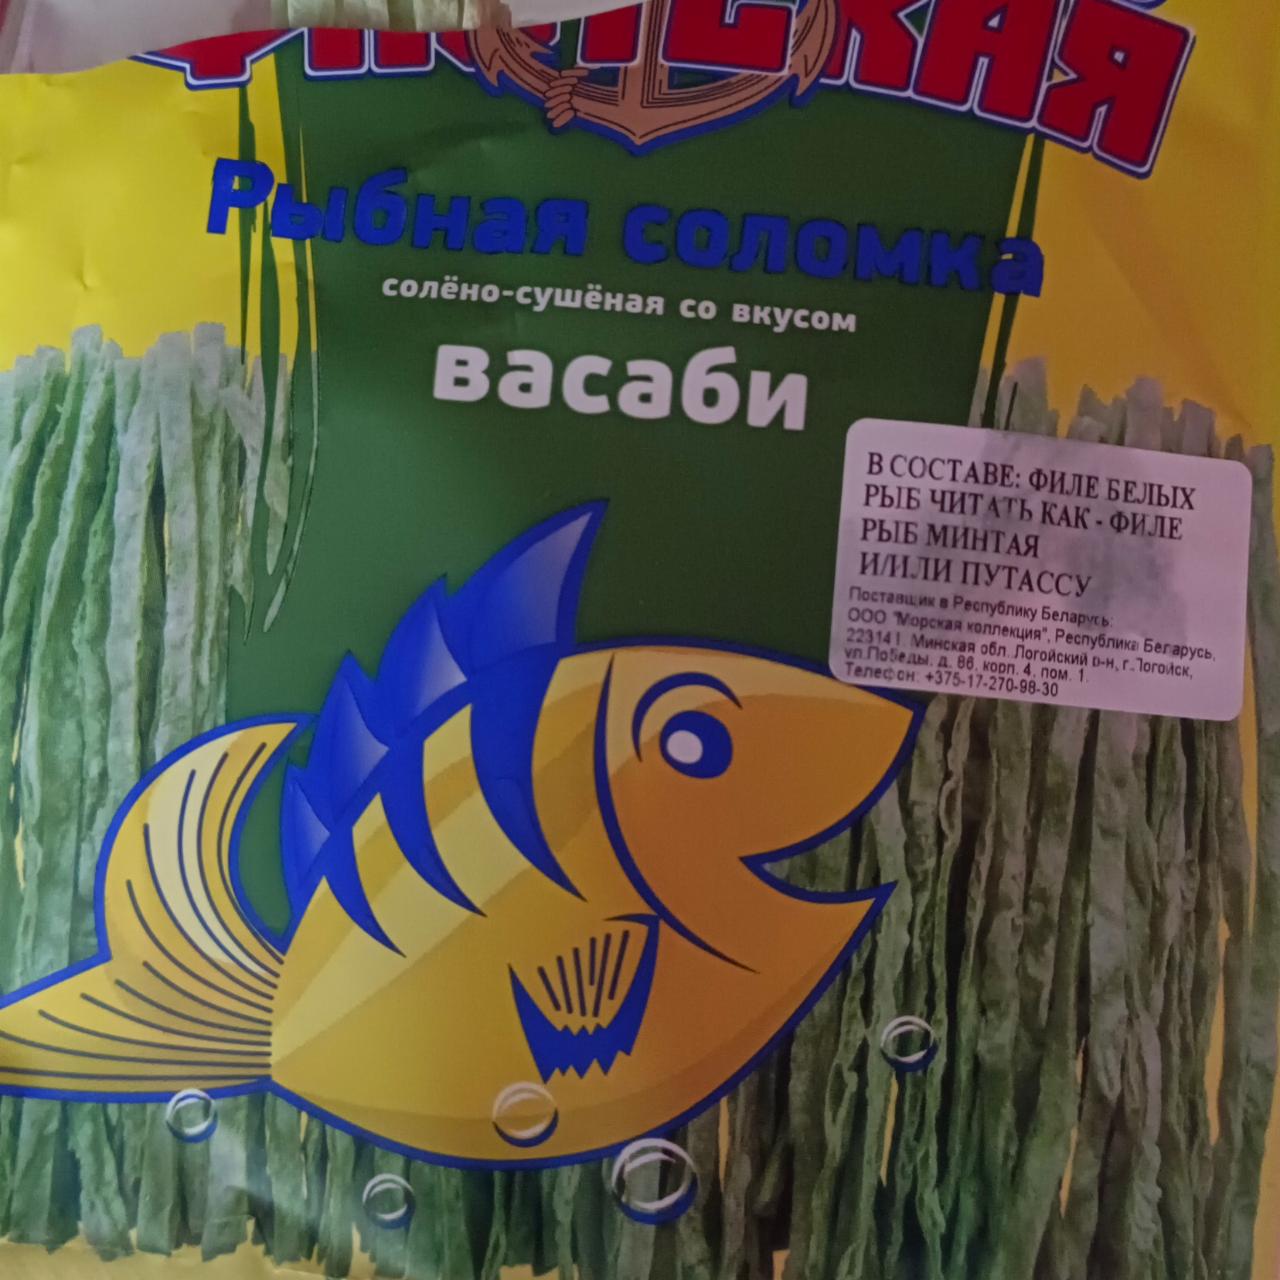 Рыбная соломка
солёно-сушёная со вкусом
васаби
В СОСТАВЕ: ФИЛЕ БЕЛЫХ
РЫБ ЧИТАТЬ КАК - ФИЛЕ
РЫБ МИНТАЯ
И/ИЛИ ПУТАССУ
Поставщик в Республику Беларусь:
ООО "Морская коллекция", Республика Беларусь,
223141, Минская обл. Логойский р-н, г. Логойск,
ул.Победы, д. 86, корп. 4, пом. 1.
Телефон: +375-17-270-98-30